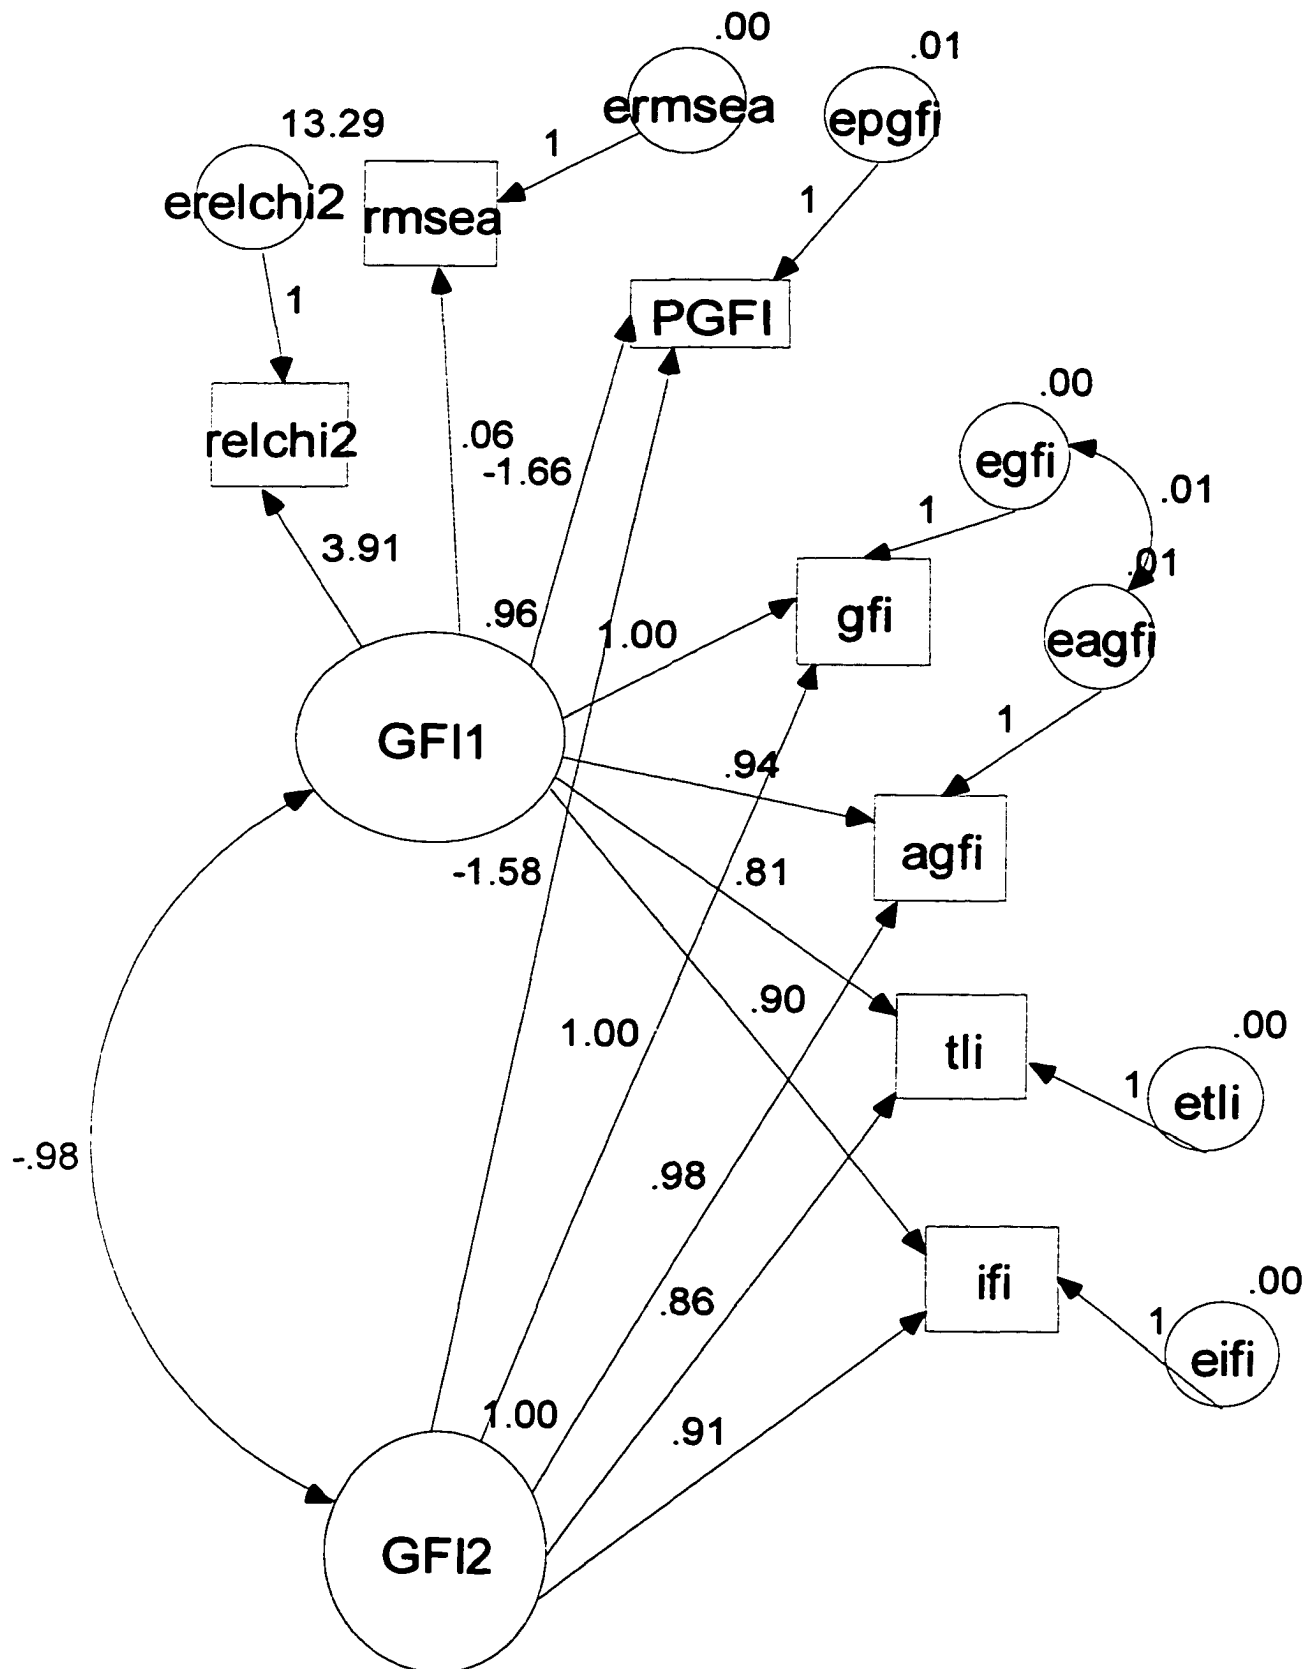 .00
.01
ermsea
epgfi
13.29
1
1
erelchi2
rmsea
1
PGFI
.00
relchi2
.06
-1.66
egfi
.01
1
3.91
.01
.96
1.00
gfi
eagfi
1
GFI1
.94
-1.58
.81
agfi
.90
1.00
tli
.00
1
etli
-.98
.98
.86
ifi
.00
1
eifi
1.00
.91
GFI2